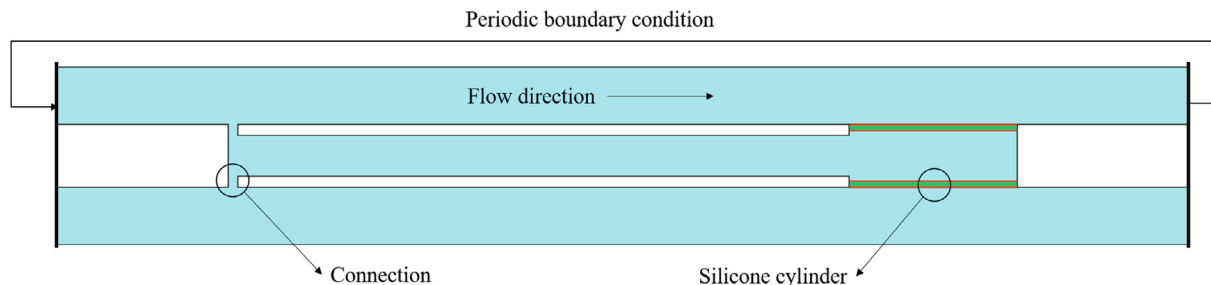 Periodic boundary condition
Flow direction
Connection
Silicone cylinder